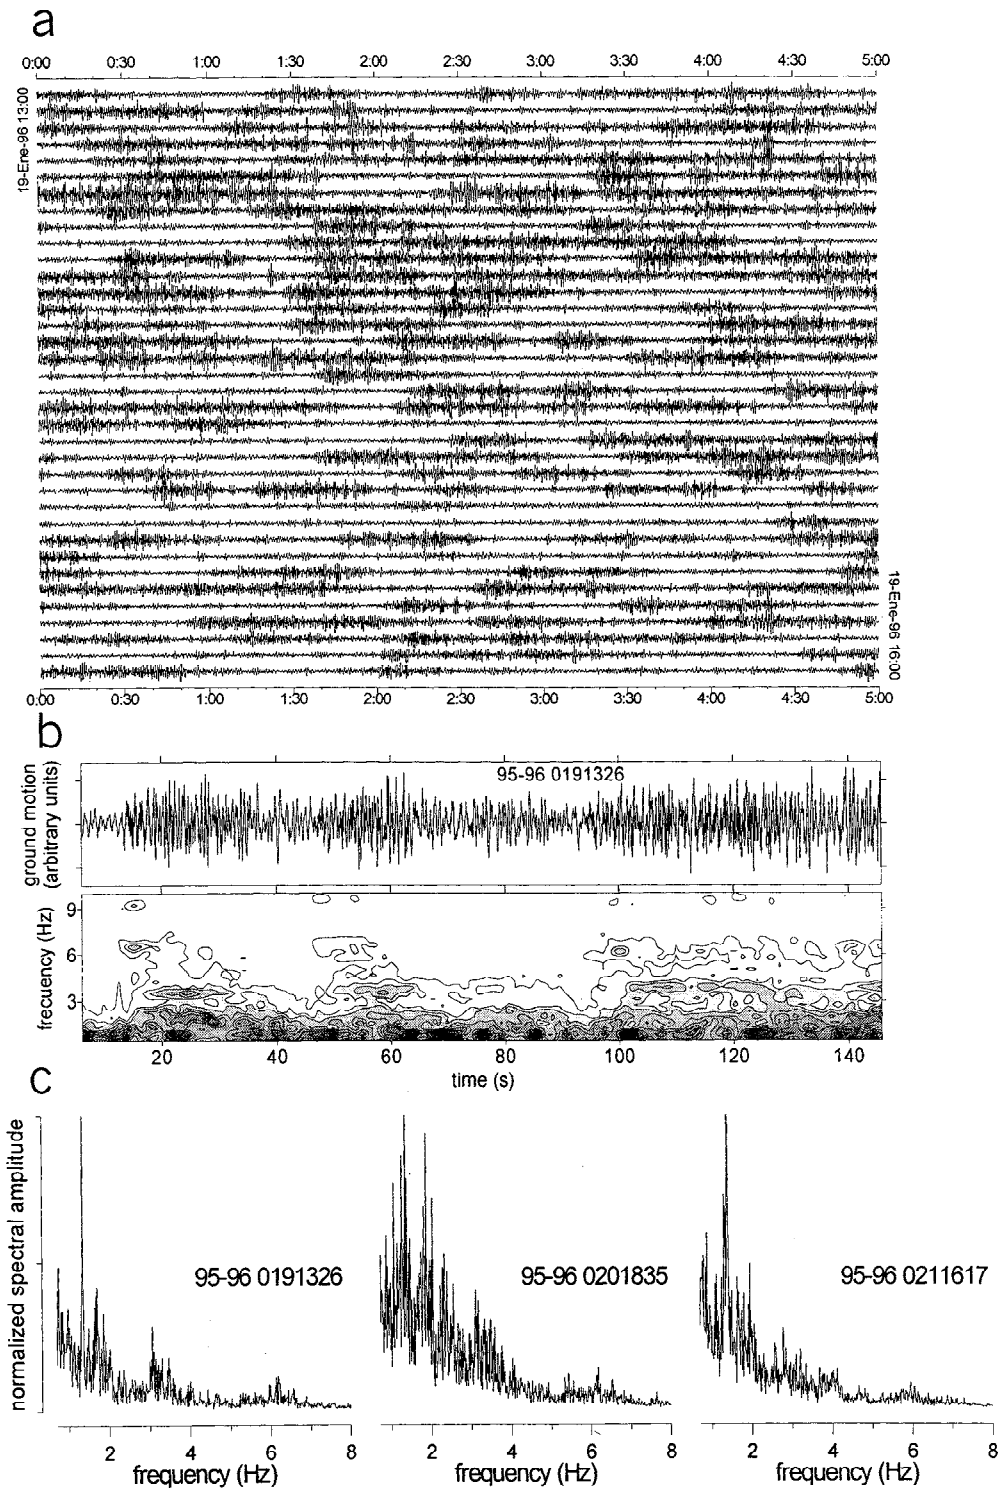 a
0:00 0:30 1:00 1:30 2:00 2:30 3:00 3:30 4:00 4:30 5:00
19-Ene-96 13:00
19-Ene-96 16:00
0:00 0:30 1:00 1:30 2:00 2:30 3:00 3:30 4:00 4:30 5:00
b
ground motion
(arbitrary units)
95-96 0191326
frecuency (Hz)
9
6
3
20 40 60 80 100 120 140
time (s)
c
normalized spectral amplitude
95-96 0191326 95-96 0201835 95-96 0211617
2 4 6 8 2 4 6 8 2 4 6 8
frequency (Hz) frequency (Hz) frequency (Hz)